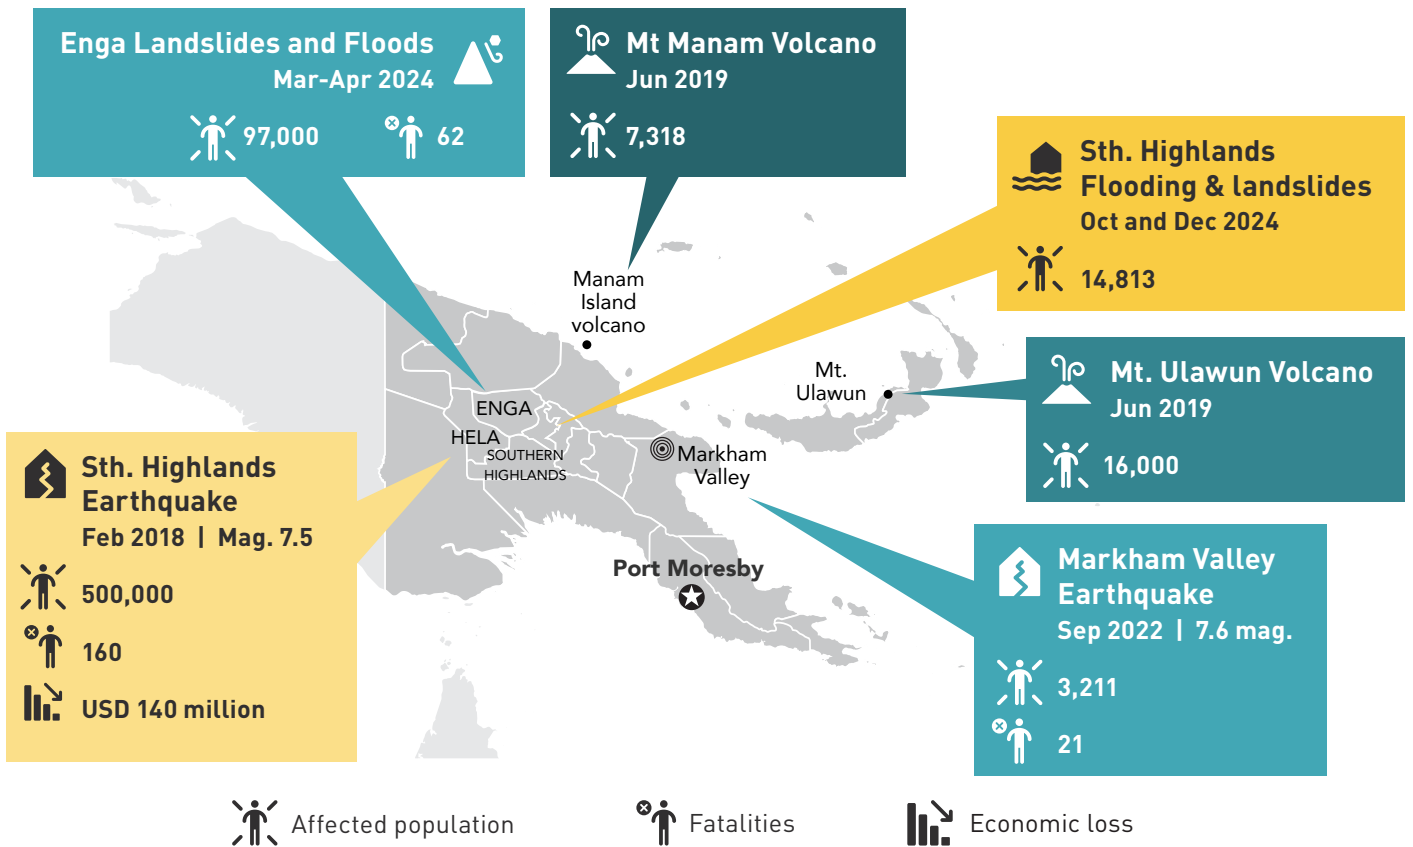 Enga Landslides and Floods
Mar-Apr 2024
97,000
62
Mt Manam Volcano
Jun 2019
7,318
Sth. Highlands
Flooding & landslides
Oct and Dec 2024
14,813
Manam
Island
volcano
Mt.
Ulawun
Mt. Ulawun Volcano
Jun 2019
16,000
ENGA
HELA
SOUTHERN
HIGHLANDS
Markham
Valley
Port Moresby
Sth. Highlands
Earthquake
Feb 2018 | Mag. 7.5
500,000
160
USD 140 million
Markham Valley
Earthquake
Sep 2022 | 7.6 mag.
3,211
21
Affected population
Fatalities
Economic loss